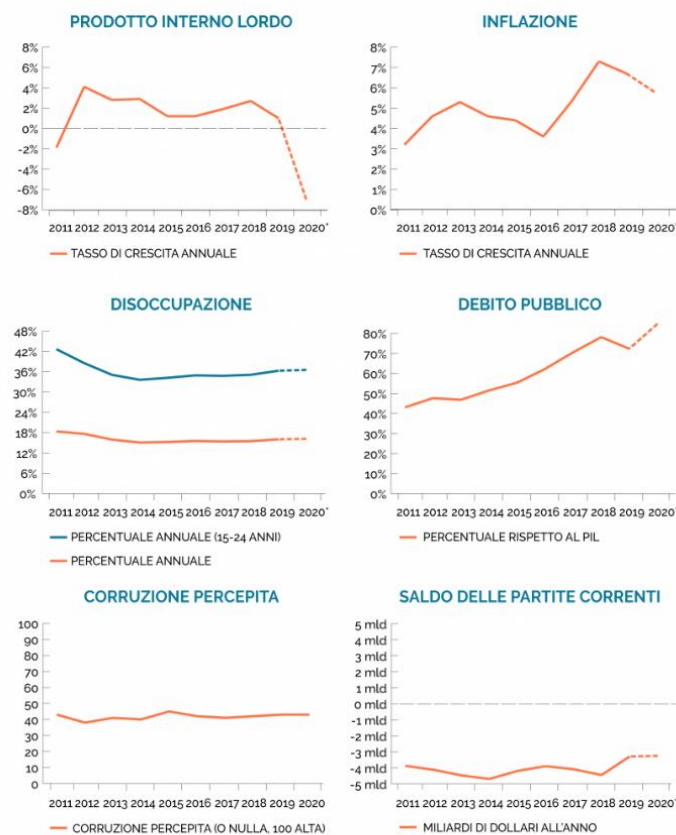 PRODOTTO INTERNO LORDO
8%
6%
4%
2%
0%
-2%
-4%
-6%
-8%
2011 2012 2013 2014 2015 2016 2017 2018 2019 2020*
TASSO DI CRESCITA ANNUALE
INFLAZIONE
8%
7%
6%
5%
4%
3%
2%
1%
0%
2011 2012 2013 2014 2015 2016 2017 2018 2019 2020*
TASSO DI CRESCITA ANNUALE
DISOCCUPAZIONE
48%
42%
36%
30%
24%
18%
12%
6%
0%
2011 2012 2013 2014 2015 2016 2017 2018 2019 2020*
PERCENTUALE ANNUALE (15-24 ANNI)
PERCENTUALE ANNUALE
DEBITO PUBBLICO
80%
70%
60%
50%
40%
30%
20%
10%
0%
2011 2012 2013 2014 2015 2016 2017 2018 2019 2020*
PERCENTUALE RISPETTO AL PIL
CORRUZIONE PERCEPITA
100
90
80
70
60
50
40
30
20
10
0
2011 2012 2013 2014 2015 2016 2017 2018 2019 2020*
CORRUZIONE PERCEPITA (0 NULLA, 100 ALTA)
SALDO DELLE PARTITE CORRENTI
5 mld
4 mld
3 mld
2 mld
1 mld
0 mld
-1 mld
-2 mld
-3 mld
-4 mld
-5 mld
2011 2012 2013 2014 2015 2016 2017 2018 2019 2020*
MILIARDI DI DOLLARI ALL'ANNO